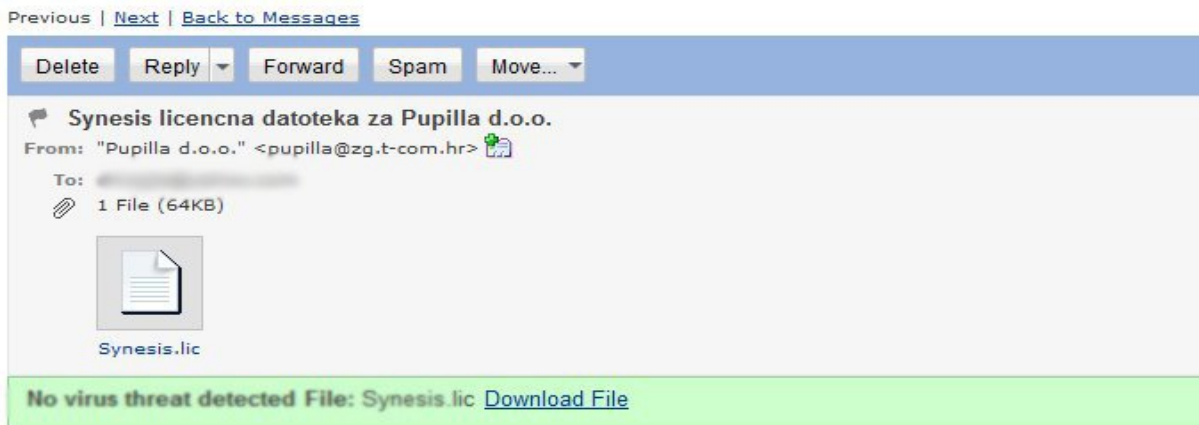 Previous | Next | Back to Messages
Delete Reply Forward Spam Move...
Synesis licencna datoteka za Pupilla d.o.o.
From: "Pupilla d.o.o." <pupilla@zg.t-com.hr>
To:
1 File (64KB)
Synesis.lic
No virus threat detected File: Synesis.lic Download File